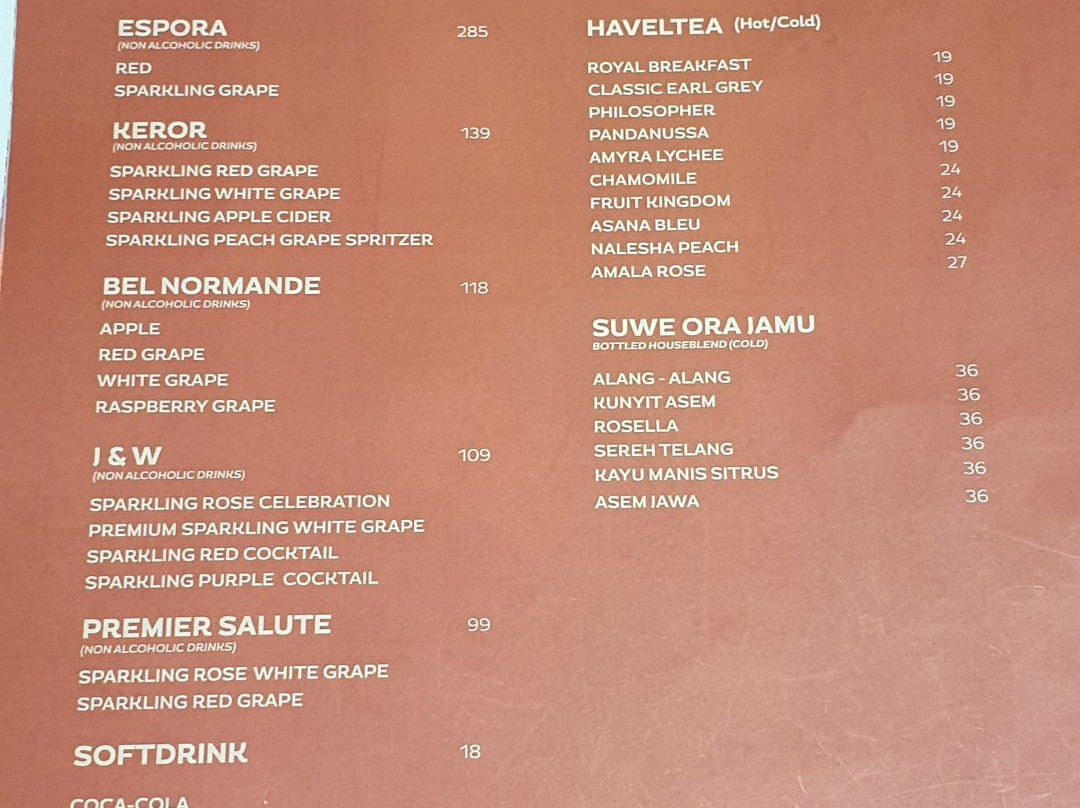 ESPORA 285
(NON ALCOHOLIC DRINKS)
RED
SPARKLING GRAPE
KEROR 139
(NON ALCOHOLIC DRINKS)
SPARKLING RED GRAPE
SPARKLING WHITE GRAPE
SPARKLING APPLE CIDER
SPARKLING PEACH GRAPE SPRITZER
BEL NORMANDE 118
(NON ALCOHOLIC DRINKS)
APPLE
RED GRAPE
WHITE GRAPE
RASPBERRY GRAPE
J & W 109
(NON ALCOHOLIC DRINKS)
SPARKLING ROSE CELEBRATION
PREMIUM SPARKLING WHITE GRAPE
SPARKLING RED COCKTAIL
SPARKLING PURPLE COCKTAIL
PREMIER SALUTE 99
(NON ALCOHOLIC DRINKS)
SPARKLING ROSE WHITE GRAPE
SPARKLING RED GRAPE
SOFTDRINK 18
COCA-COLA
HAVELTEA (Hot/Cold)
ROYAL BREAKFAST 19
CLASSIC EARL GREY 19
PHILOSOPHER 19
PANDANUSSA 19
AMYRA LYCHEE 19
CHAMOMILE 24
FRUIT KINGDOM 24
ASANA BLEU 24
NALESHA PEACH 24
AMALA ROSE 27
SUWE ORA JAMU
BOTTLED HOUSEBLEND (COLD)
ALANG - ALANG 36
KUNYIT ASEM 36
ROSELLA 36
SEREH TELANG 36
KAYU MANIS SITRUS 36
ASEM JAWA 36